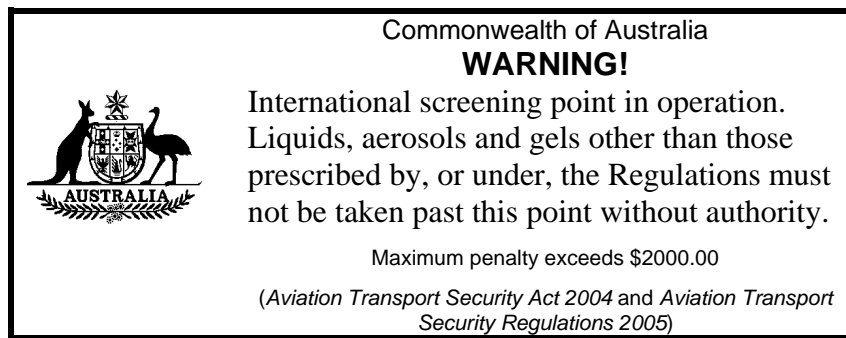 Commonwealth of Australia
WARNING!
International screening point in operation.
Liquids, aerosols and gels other than those
prescribed by, or under, the Regulations must
not be taken past this point without authority.
AUSTRALIA
Maximum penalty exceeds $2000.00
(Aviation Transport Security Act 2004 and Aviation Transport
Security Regulations 2005)